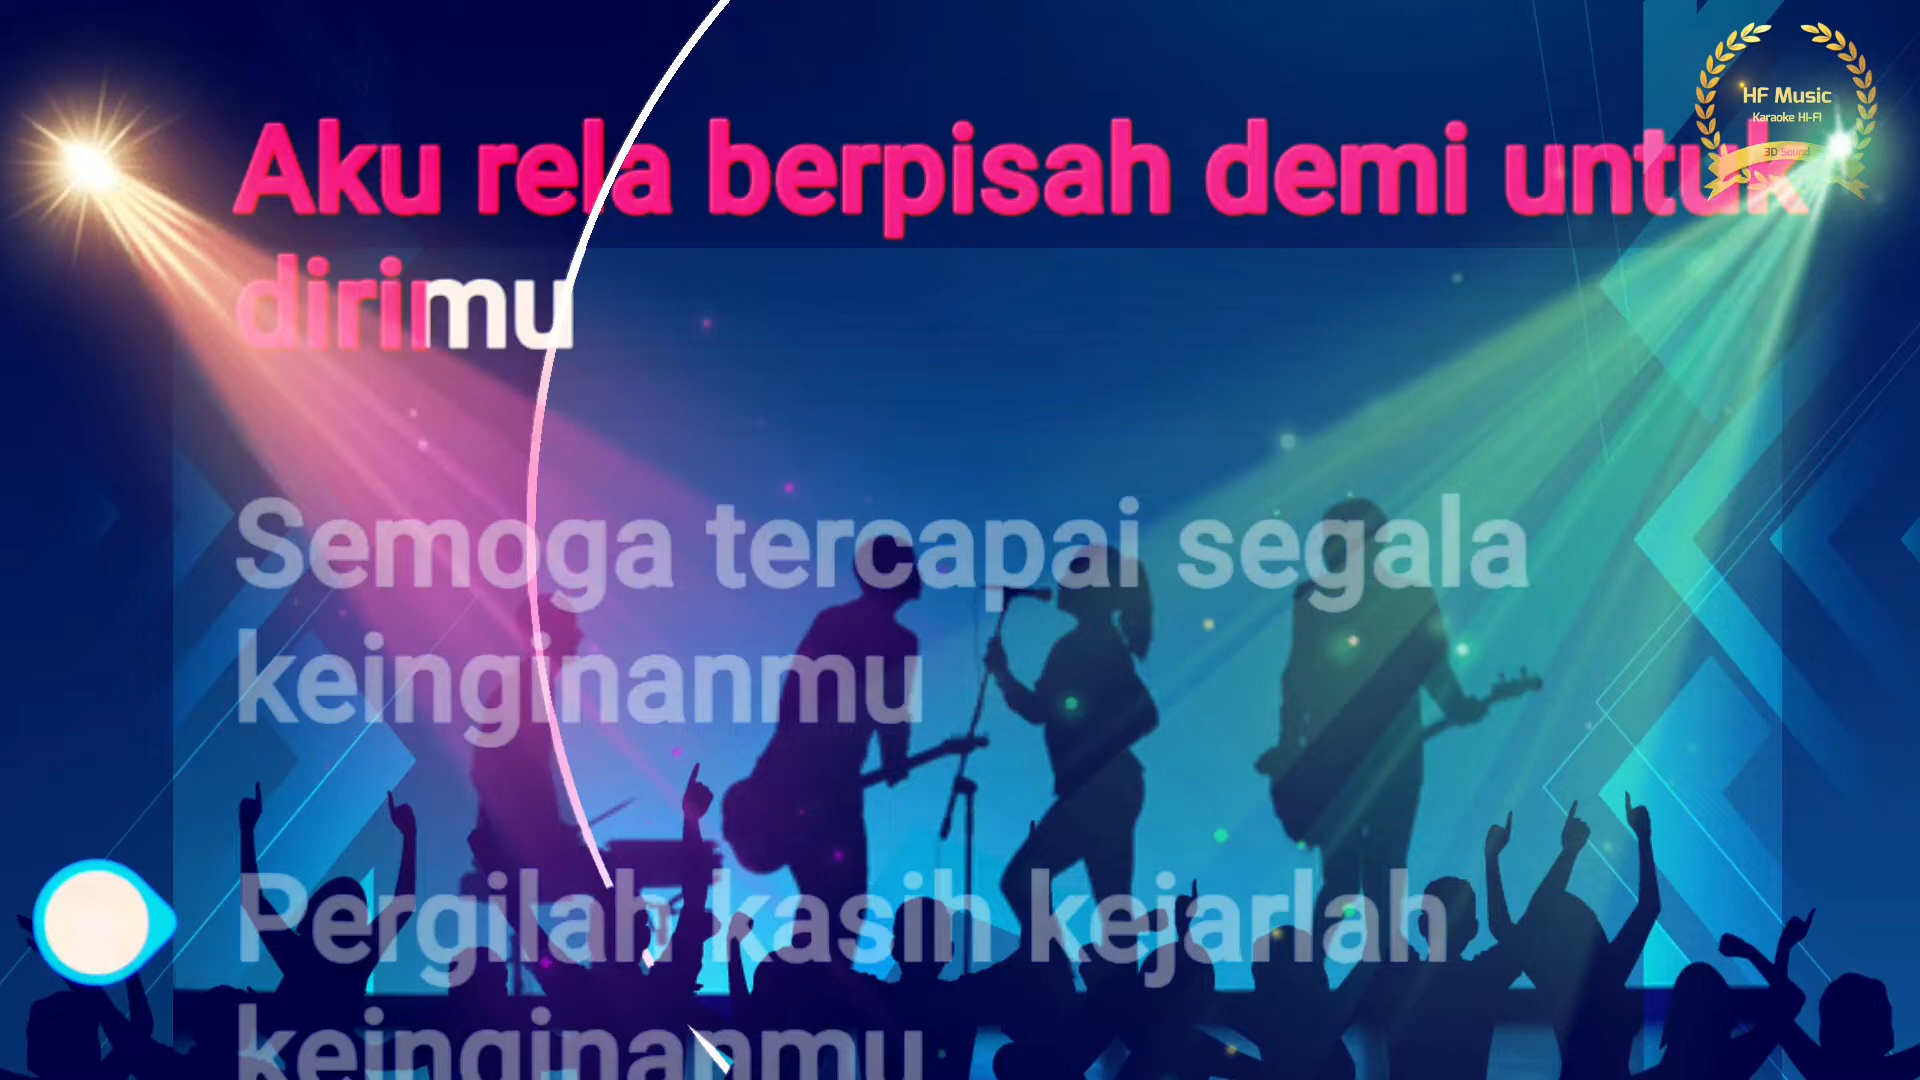 HF Music
Karaoke HI-FI
3D Sound
Aku rela berpisah demi untuk
dirimu
Semoga tercapai segala
keinginanmu
Pergilah kasih kejarlah
keinginanmu